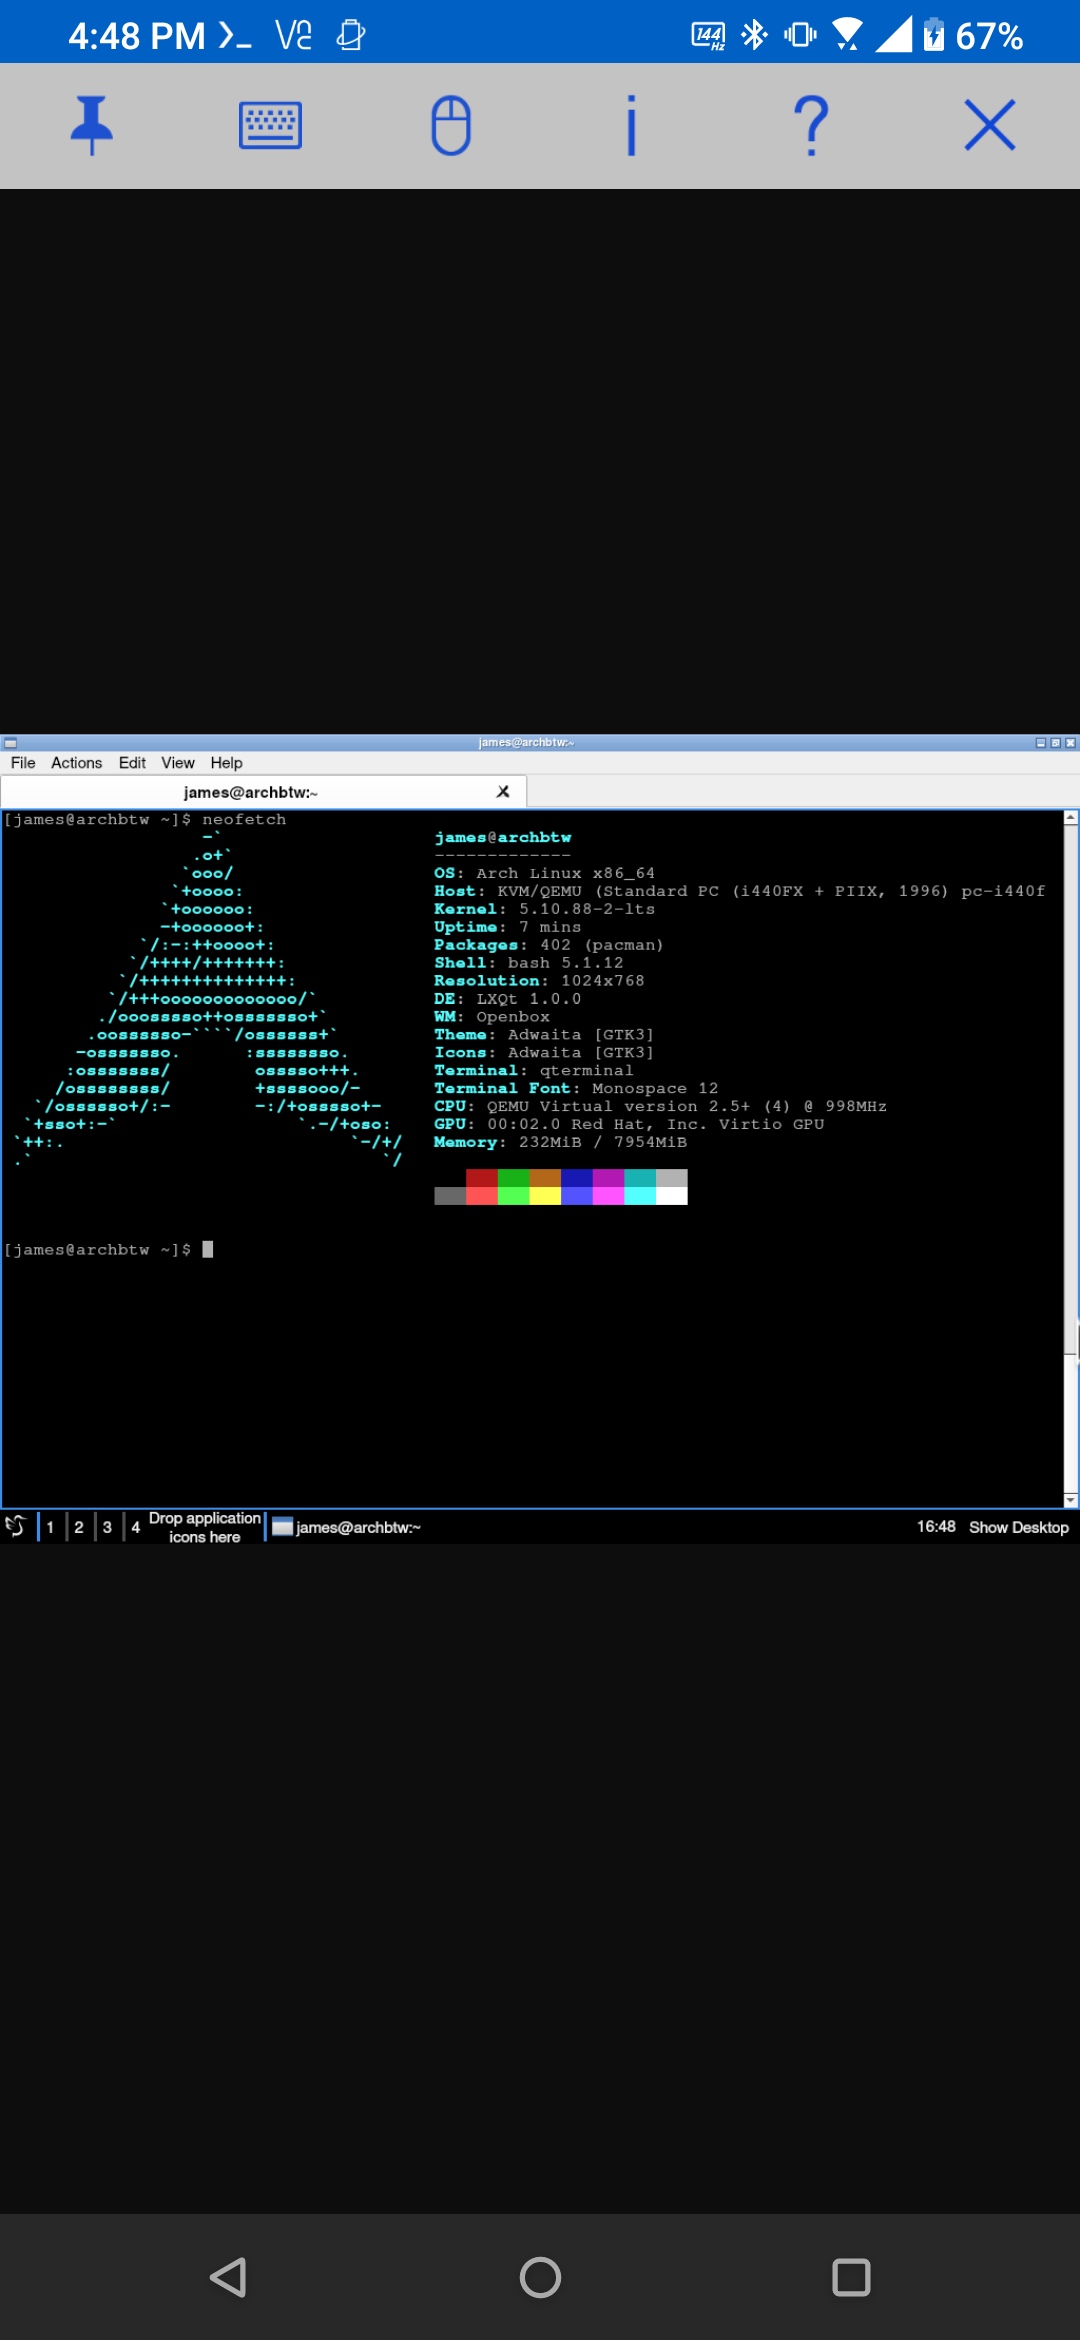 4:48 PM
144 Hz
67%
james@archbtw:~
File Actions Edit View Help
james@archbtw:~
[james@archbtw ~]$ neofetch
                   -`                    james@archbtw
                  .o+`                   -------------
                 `ooo/                   OS: Arch Linux x86_64
                `+oooo:                  Host: KVM/QEMU (Standard PC (i440FX + PIIX, 1996) pc-i440f
               `+oooooo:                 Kernel: 5.10.88-2-lts
               -+oooooo+:                Uptime: 7 mins
             `/:-:++oooo+:               Packages: 402 (pacman)
            `/++++/+++++++:              Shell: bash 5.1.12
           `/++++++++++++++:             Resolution: 1024x768
          `/+++ooooooooooooo/`           DE: LXQt 1.0.0
         ./ooosssso++osssssso+`          WM: Openbox
        .oossssso-````/ossssss+`         Theme: Adwaita [GTK3]
       -osssssso.      :ssssssso.        Icons: Adwaita [GTK3]
      :osssssss/        osssso+++.       Terminal: qterminal
     /ossssssss/        +ssssooo/-       Terminal Font: Monospace 12
   `/ossssso+/:-        -:/+osssso+-     CPU: QEMU Virtual version 2.5+ (4) @ 998MHz
  `+sso+:-`                 `.-/+oso:    GPU: 00:02.0 Red Hat, Inc. Virtio GPU
 `++:.                           `-/+/   Memory: 232MiB / 7954MiB
 .`                                 `/
[james@archbtw ~]$
1 2 3 4 Drop application icons here james@archbtw:~ 16:48 Show Desktop